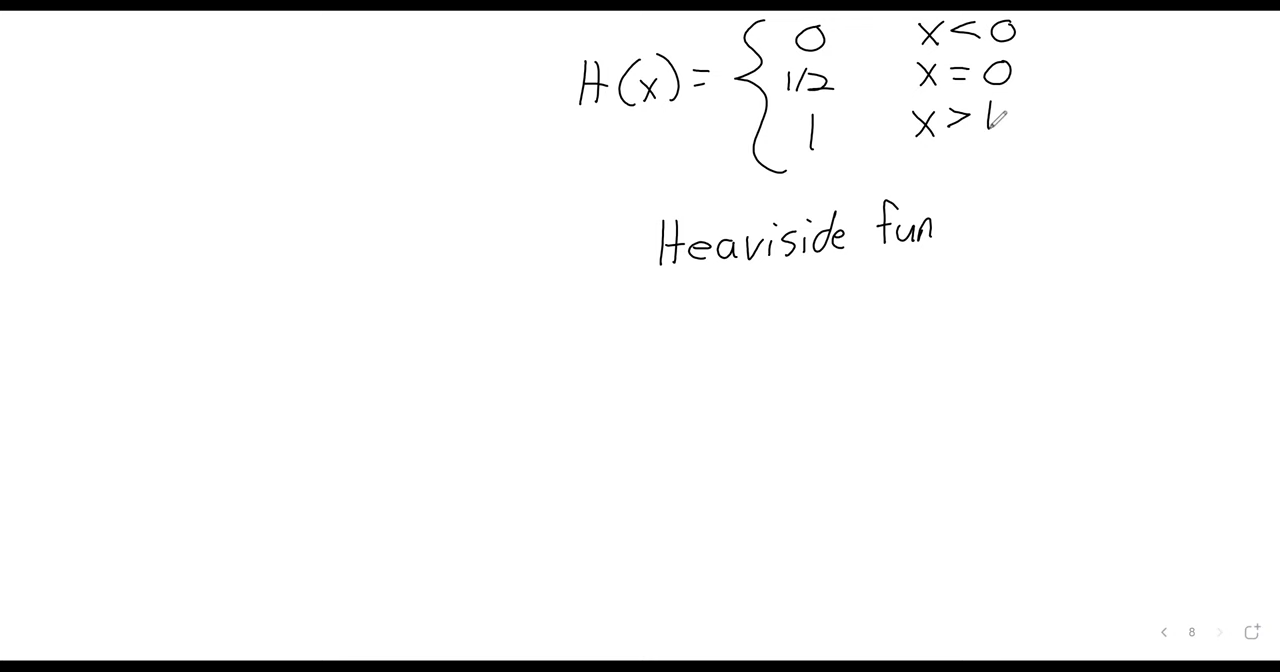 H(x) = { 0 x < 0
1/2 x = 0
1 x >
Heaviside fun
8